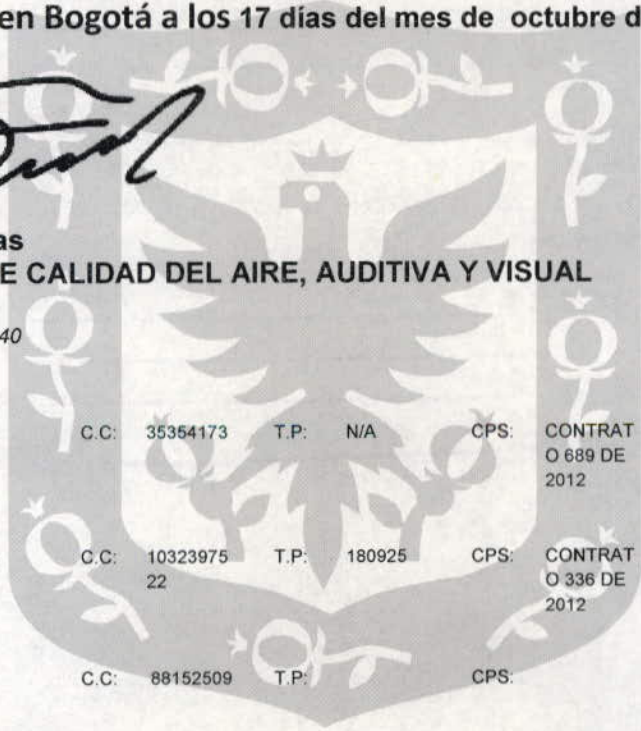 en Bogotá a los 17 días del mes de octubre d
as
E CALIDAD DEL AIRE, AUDITIVA Y VISUAL
40
C.C: 35354173 T.P: N/A CPS: CONTRAT
O 689 DE
2012
C.C: 10323975 T.P: 180925 CPS: CONTRAT
22 O 336 DE
2012
C.C: 88152509 T.P: CPS: